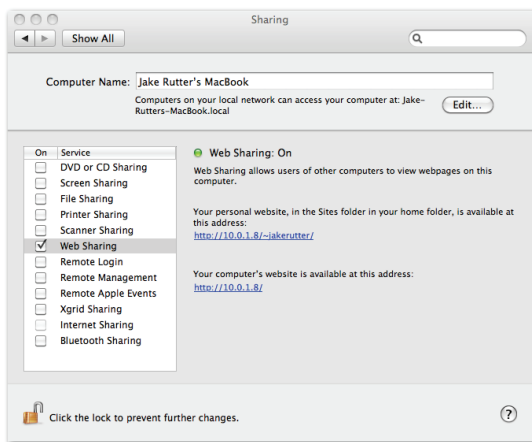 Sharing
Show All
Computer Name: Jake Rutter's MacBook
Computers on your local network can access your computer at: Jake-
Rutters-MacBook.local
Edit...
On Service
DVD or CD Sharing
Screen Sharing
File Sharing
Printer Sharing
Scanner Sharing
Web Sharing
Remote Login
Remote Management
Remote Apple Events
Xgrid Sharing
Internet Sharing
Bluetooth Sharing
Web Sharing: On
Web Sharing allows users of other computers to view webpages on this
computer.
Your personal website, in the Sites folder in your home folder, is available at
this address:
http://10.0.1.8/~jakerutter/
Your computer's website is available at this address:
http://10.0.1.8/
Click the lock to prevent further changes.
?